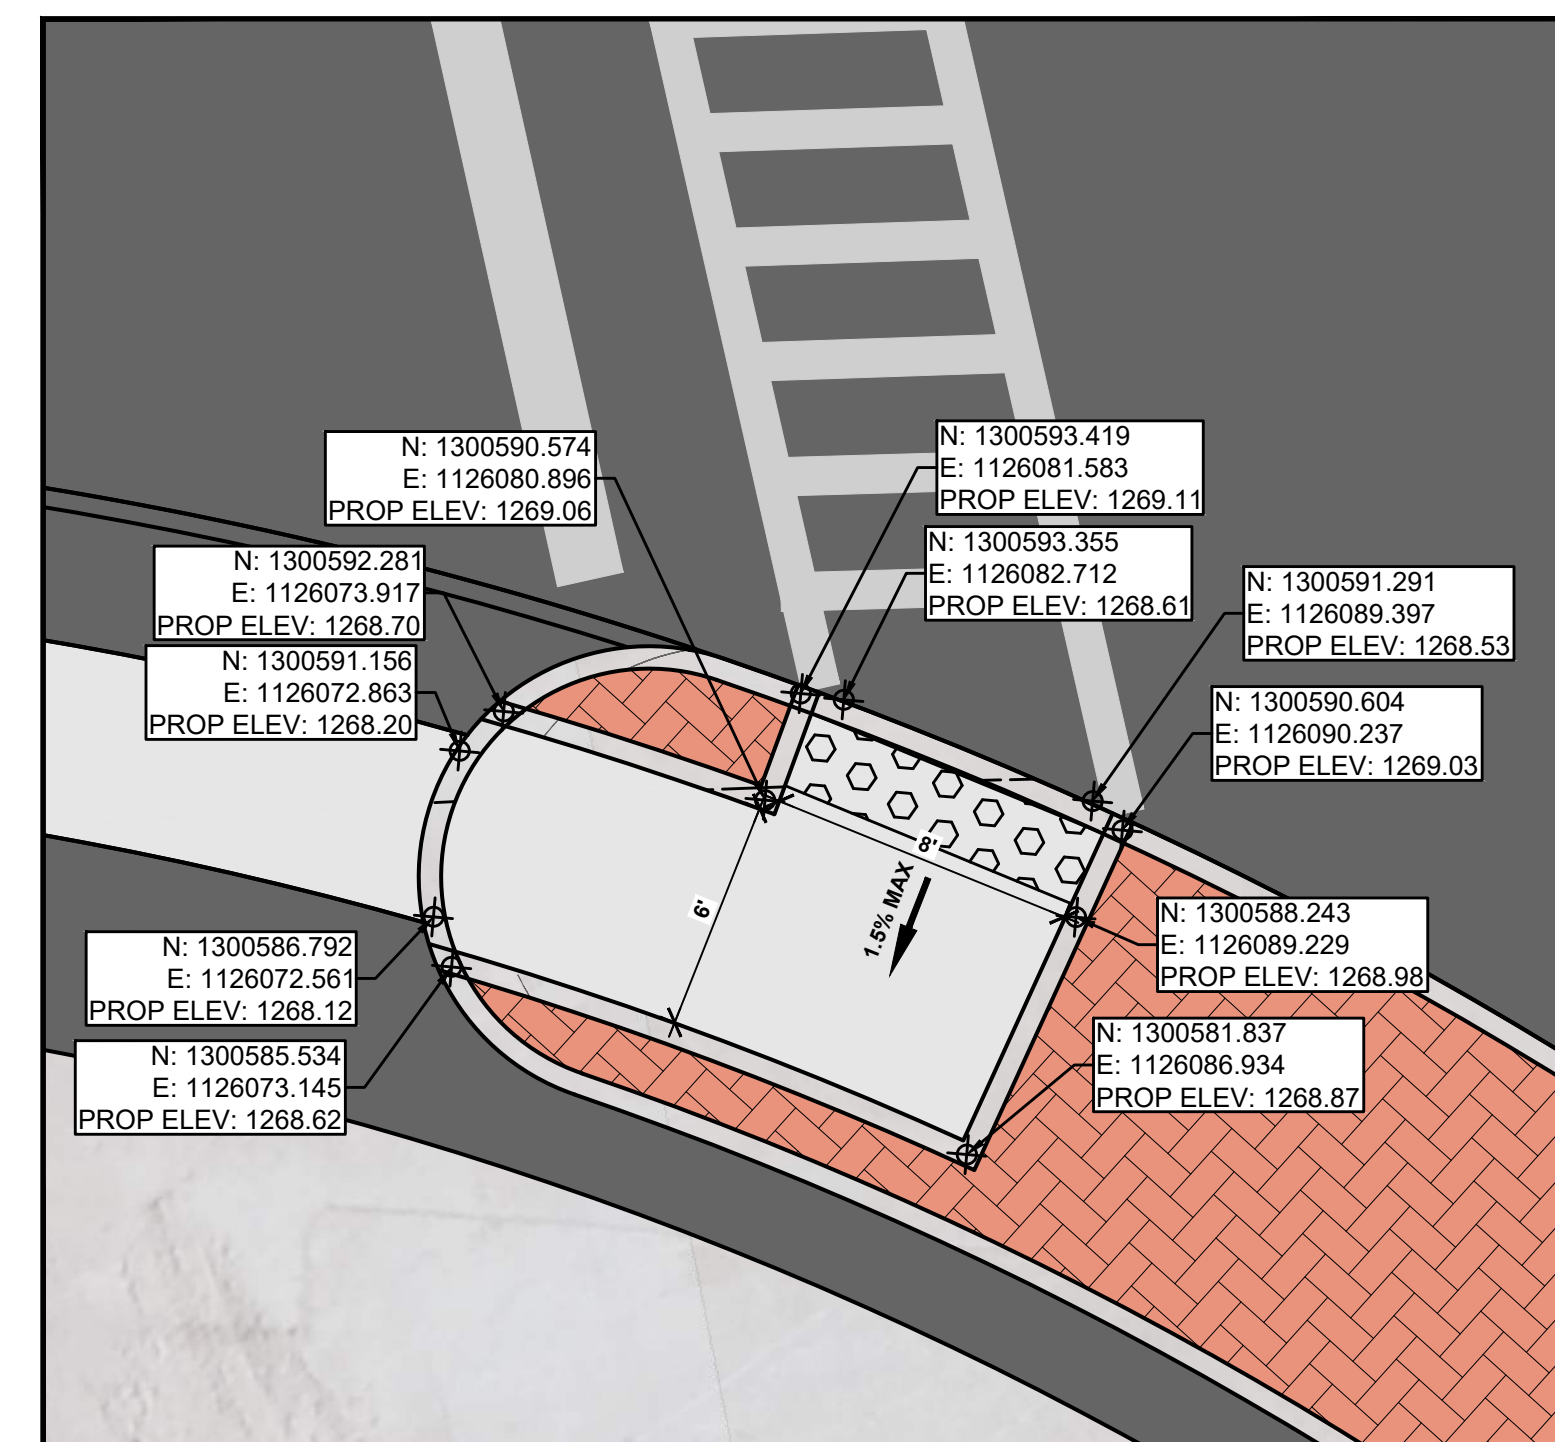 N: 1300590.574
E: 1126080.896
PROP ELEV: 1269.06
N: 1300593.419
E: 1126081.583
PROP ELEV: 1269.11
N: 1300593.355
E: 1126082.712
PROP ELEV: 1268.61
N: 1300592.281
E: 1126073.917
PROP ELEV: 1268.70
N: 1300591.291
E: 1126089.397
PROP ELEV: 1268.53
N: 1300591.156
E: 1126072.863
PROP ELEV: 1268.20
N: 1300590.604
E: 1126090.237
PROP ELEV: 1269.03
8'
6'
1.5% MAX
N: 1300588.243
E: 1126089.229
PROP ELEV: 1268.98
N: 1300586.792
E: 1126072.561
PROP ELEV: 1268.12
N: 1300581.837
E: 1126086.934
PROP ELEV: 1268.87
N: 1300585.534
E: 1126073.145
PROP ELEV: 1268.62